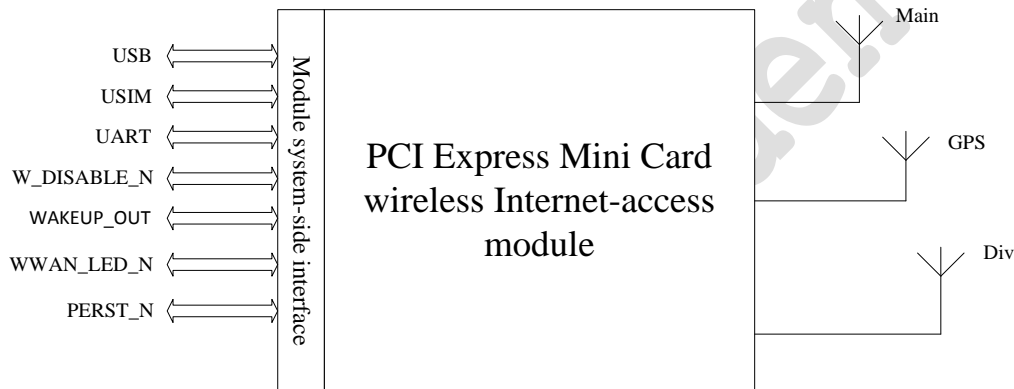 USB
USIM
UART
W_DISABLE_N
WAKEUP_OUT
WWAN_LED_N
PERST_N
Module system-side interface
PCI Express Mini Card
wireless Internet-access
module
Main
GPS
Div